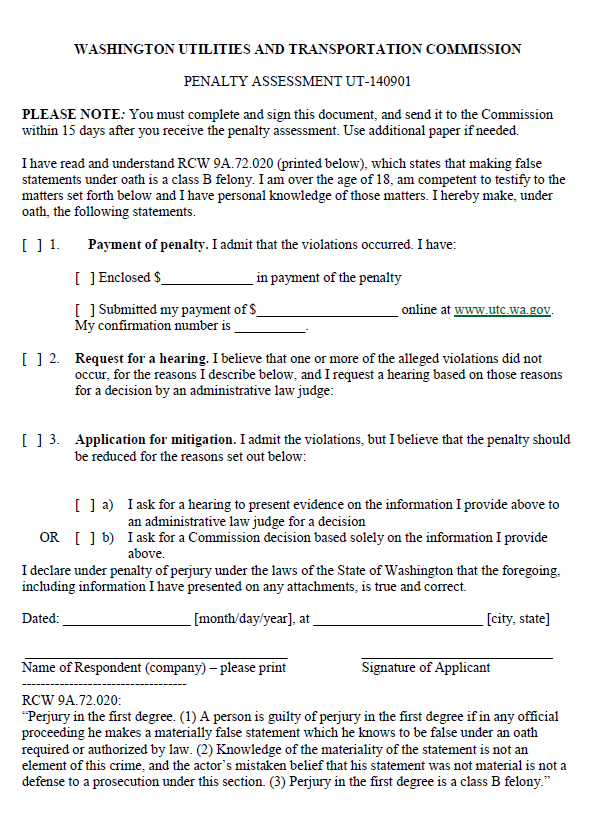 WASHINGTON UTILITIES AND TRANSPORTATION COMMISSION
PENALTY ASSESSMENT UT-140901
PLEASE NOTE: You must complete and sign this document, and send it to the Commission
within 15 days after you receive the penalty assessment. Use additional paper if needed.
I have read and understand RCW 9A.72.020 (printed below), which states that making false
statements under oath is a class B felony. I am over the age of 18, am competent to testify to the
matters set forth below and I have personal knowledge of those matters. I hereby make, under
oath, the following statements.
[ ] 1. Payment of penalty. I admit that the violations occurred. I have:
[ ] Enclosed $_____________ in payment of the penalty
[ ] Submitted my payment of $____________________ online at www.utc.wa.gov.
My confirmation number is __________.
[ ] 2. Request for a hearing. I believe that one or more of the alleged violations did not
occur, for the reasons I describe below, and I request a hearing based on those reasons
for a decision by an administrative law judge:
[ ] 3. Application for mitigation. I admit the violations, but I believe that the penalty should
be reduced for the reasons set out below:
[ ] a) I ask for a hearing to present evidence on the information I provide above to
an administrative law judge for a decision
OR [ ] b) I ask for a Commission decision based solely on the information I provide
above.
I declare under penalty of perjury under the laws of the State of Washington that the foregoing,
including information I have presented on any attachments, is true and correct.
Dated: __________________ [month/day/year], at ________________________ [city, state]
_____________________________________ ___________________________
Name of Respondent (company) – please print Signature of Applicant
-----------------------------------
RCW 9A.72.020:
“Perjury in the first degree. (1) A person is guilty of perjury in the first degree if in any official
proceeding he makes a materially false statement which he knows to be false under an oath
required or authorized by law. (2) Knowledge of the materiality of the statement is not an
element of this crime, and the actor’s mistaken belief that his statement was not material is not a
defense to a prosecution under this section. (3) Perjury in the first degree is a class B felony.”